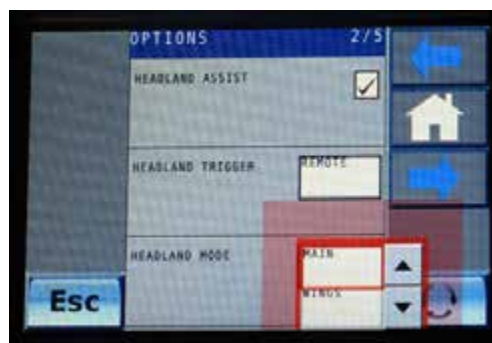 OPTIONS 2/5
HEADLAND ASSIST
HEADLAND TRIGGER REMOTE
HEADLAND MODE MAIN
WINGS
Esc